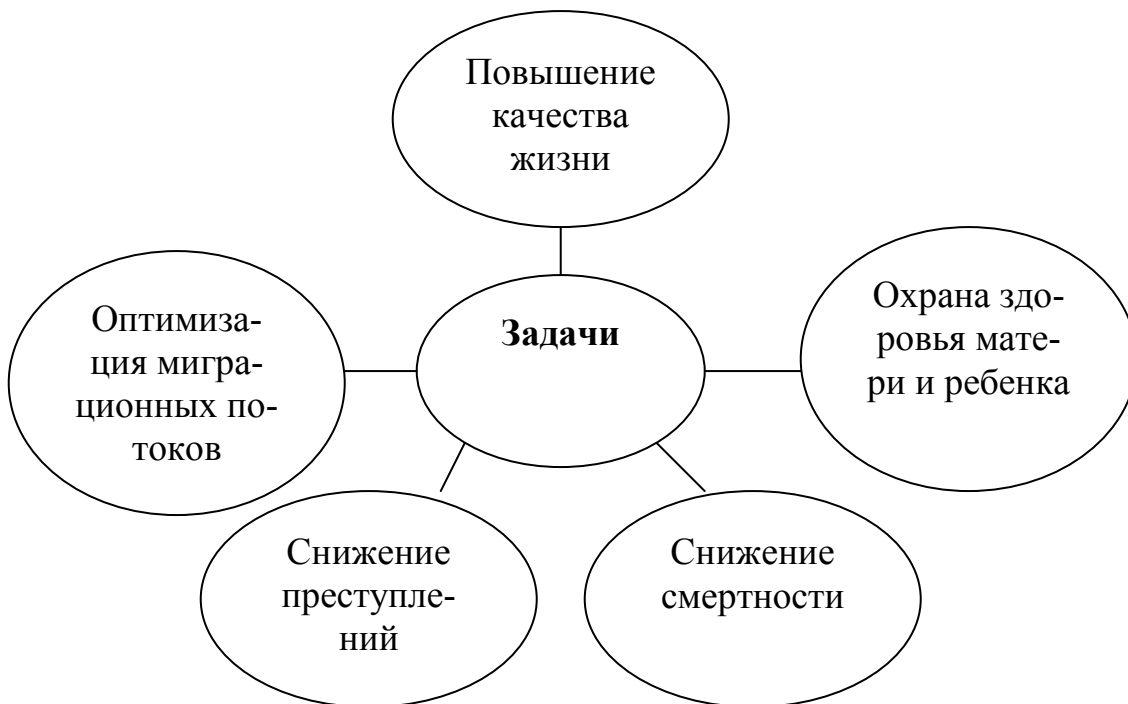 Повышение
качества
жизни
Оптимиза-
ция мигра-
ционных по-
токов
Задачи
Охрана здо-
ровья мате-
ри и ребенка
Снижение
преступле-
ний
Снижение
смертности